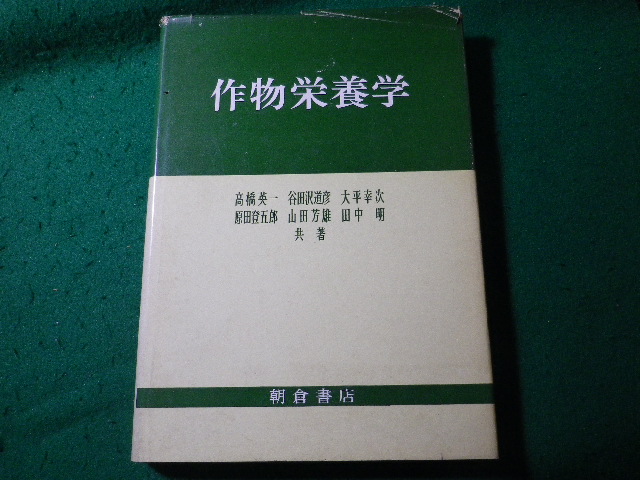 作物栄養学
高橋英一 谷田沢道彦 大平幸次
原田登五郎 山田芳雄 田中 明
共著
朝倉書店